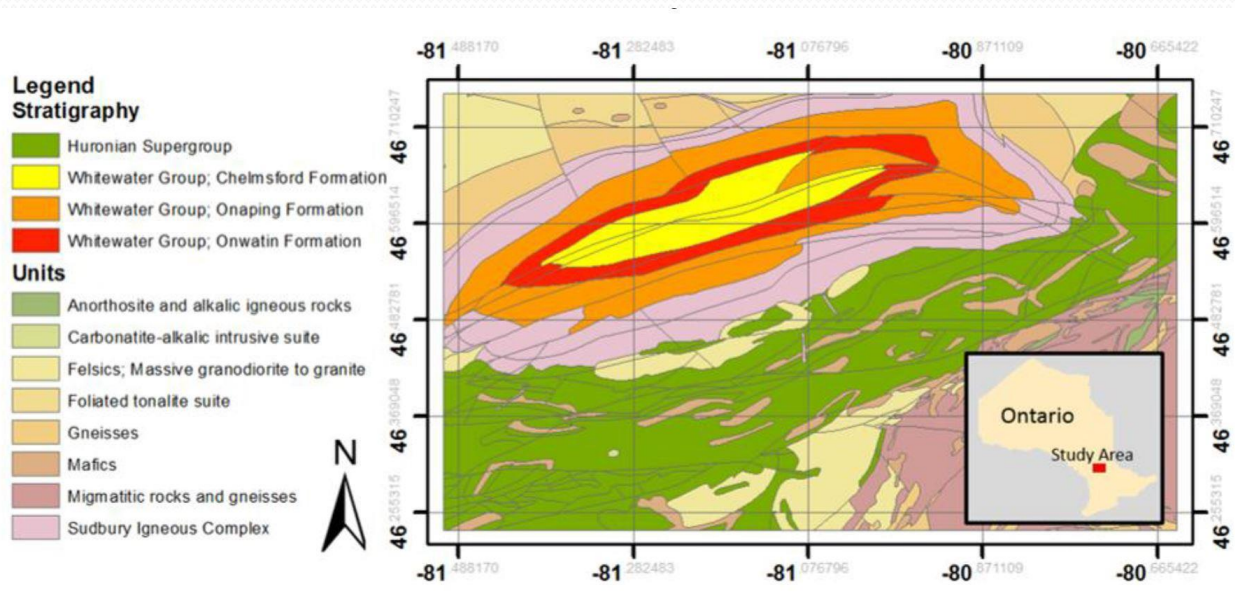 -81 488170 -81 282483 -81 076796 -80 871109 -80 665422
Legend
Stratigraphy
Huronian Supergroup
Whitewater Group; Chelmsford Formation
Whitewater Group; Onaping Formation
Whitewater Group; Onwatin Formation
Units
Anorthosite and alkalic igneous rocks
Carbonatite-alkalic intrusive suite
Felsics; Massive granodiorite to granite
Foliated tonalite suite
Gneisses
Mafics
Migmatitic rocks and gneisses
Sudbury Igneous Complex
N
46 710247
46 596514
46 482781
46 369048
46 255315
Ontario
Study Area
46 710247
46 596514
46 482781
46 369048
46 255315
-81 488170 -81 282483 -81 076796 -80 871109 -80 665422